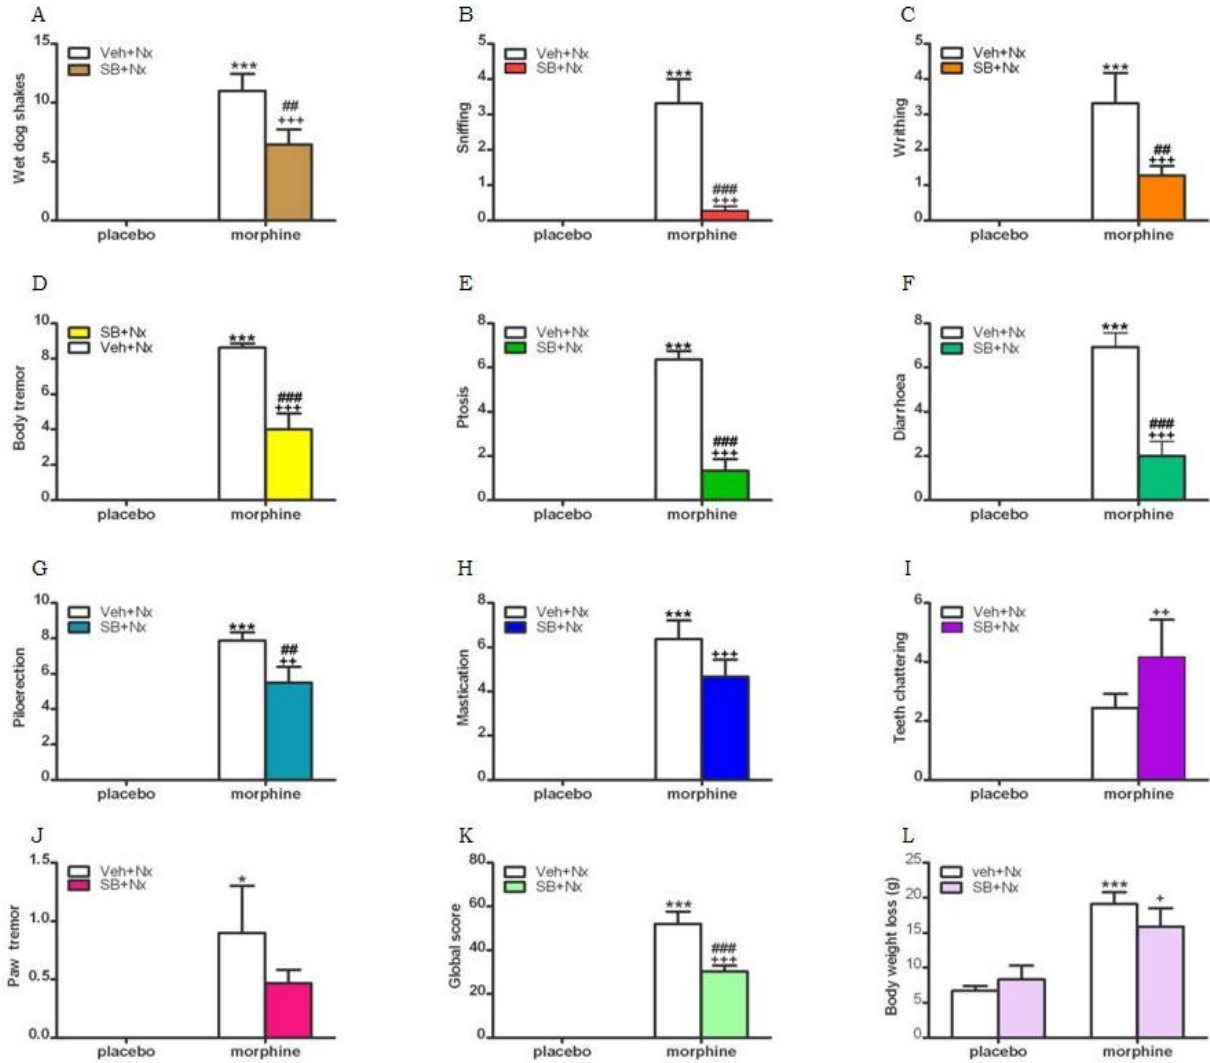 A
Wet dog shakes
15
10
5
0
Veh+Nx
SB+Nx
***
##
+++
placebo morphine
B
Sniffing
5
4
3
2
1
0
Veh+Nx
SB+Nx
***
###
+++
placebo morphine
C
Writhing
5
4
3
2
1
0
Veh+Nx
SB+Nx
***
##
+++
placebo morphine
D
Body tremor
10
8
6
4
2
0
SB+Nx
Veh+Nx
***
###
+++
placebo morphine
E
Ptosis
8
6
4
2
0
Veh+Nx
SB+Nx
***
###
+++
placebo morphine
F
Diarrhoea
8
6
4
2
0
Veh+Nx
SB+Nx
***
###
+++
placebo morphine
G
Piloerection
10
8
6
4
2
0
Veh+Nx
SB+Nx
***
##
++
placebo morphine
H
Mastication
8
6
4
2
0
Veh+Nx
SB+Nx
***
+++
placebo morphine
I
Teeth chattering
6
4
2
0
Veh+Nx
SB+Nx
++
placebo morphine
J
Paw tremor
1.5
1.0
0.5
0.0
Veh+Nx
SB+Nx
*
placebo morphine
K
Global score
80
60
40
20
0
Veh+Nx
SB+Nx
***
###
+++
placebo morphine
L
Body weight loss (g)
25
20
15
10
5
0
veh+Nx
SB+Nx
***
+
placebo morphine